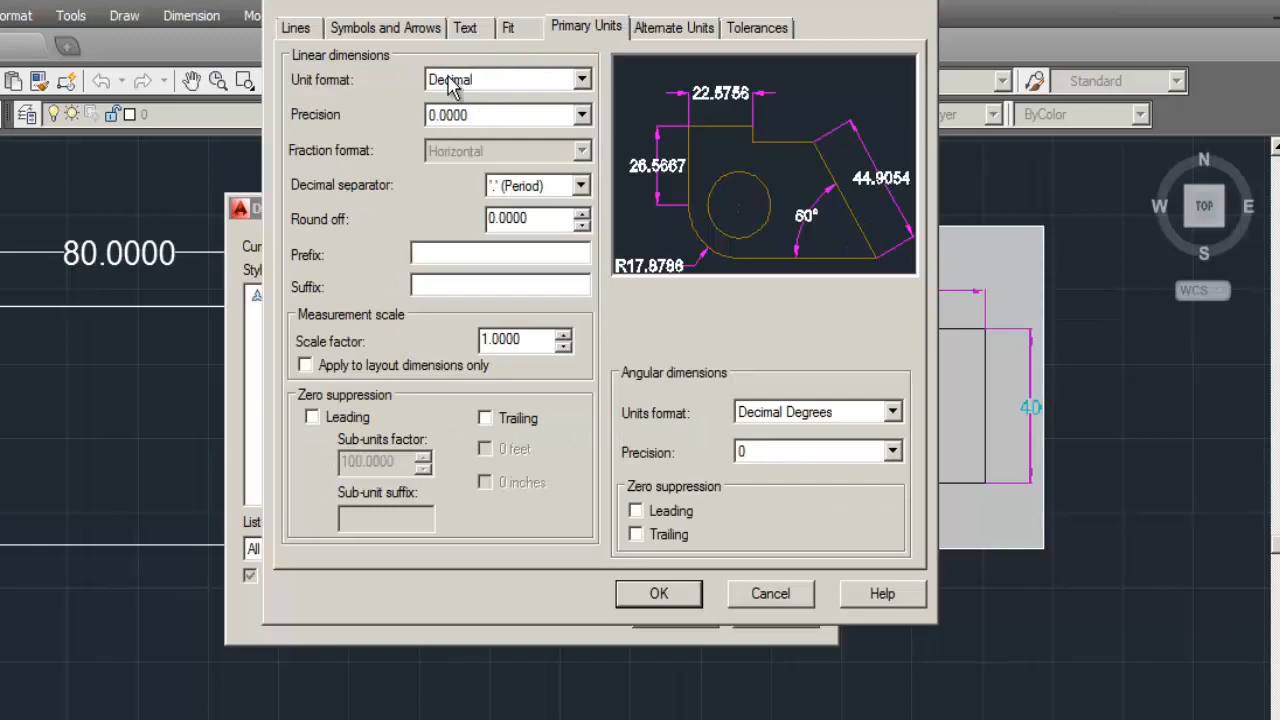 ormat Tools Draw Dimension Mo
Lines Symbols and Arrows Text Fit Primary Units Alternate Units Tolerances
Linear dimensions
Unit format: Decimal
Precision 0.0000
Fraction format: Horizontal
Decimal separator: '.' (Period)
Round off: 0.0000
Prefix:
Suffix:
Measurement scale
Scale factor: 1.0000
Apply to layout dimensions only
Zero suppression
Leading
Trailing
Sub-units factor:
100.0000
0 feet
Sub-unit suffix:
0 inches
22.5756
26.5667
44.9054
60°
R17.8786
Angular dimensions
Units format: Decimal Degrees
Precision: 0
Zero suppression
Leading
Trailing
OK Cancel Help
0
Standard
yer ByColor
80.0000
D
Cur
Styl
List
All
N
W TOP E
S
WCS
40